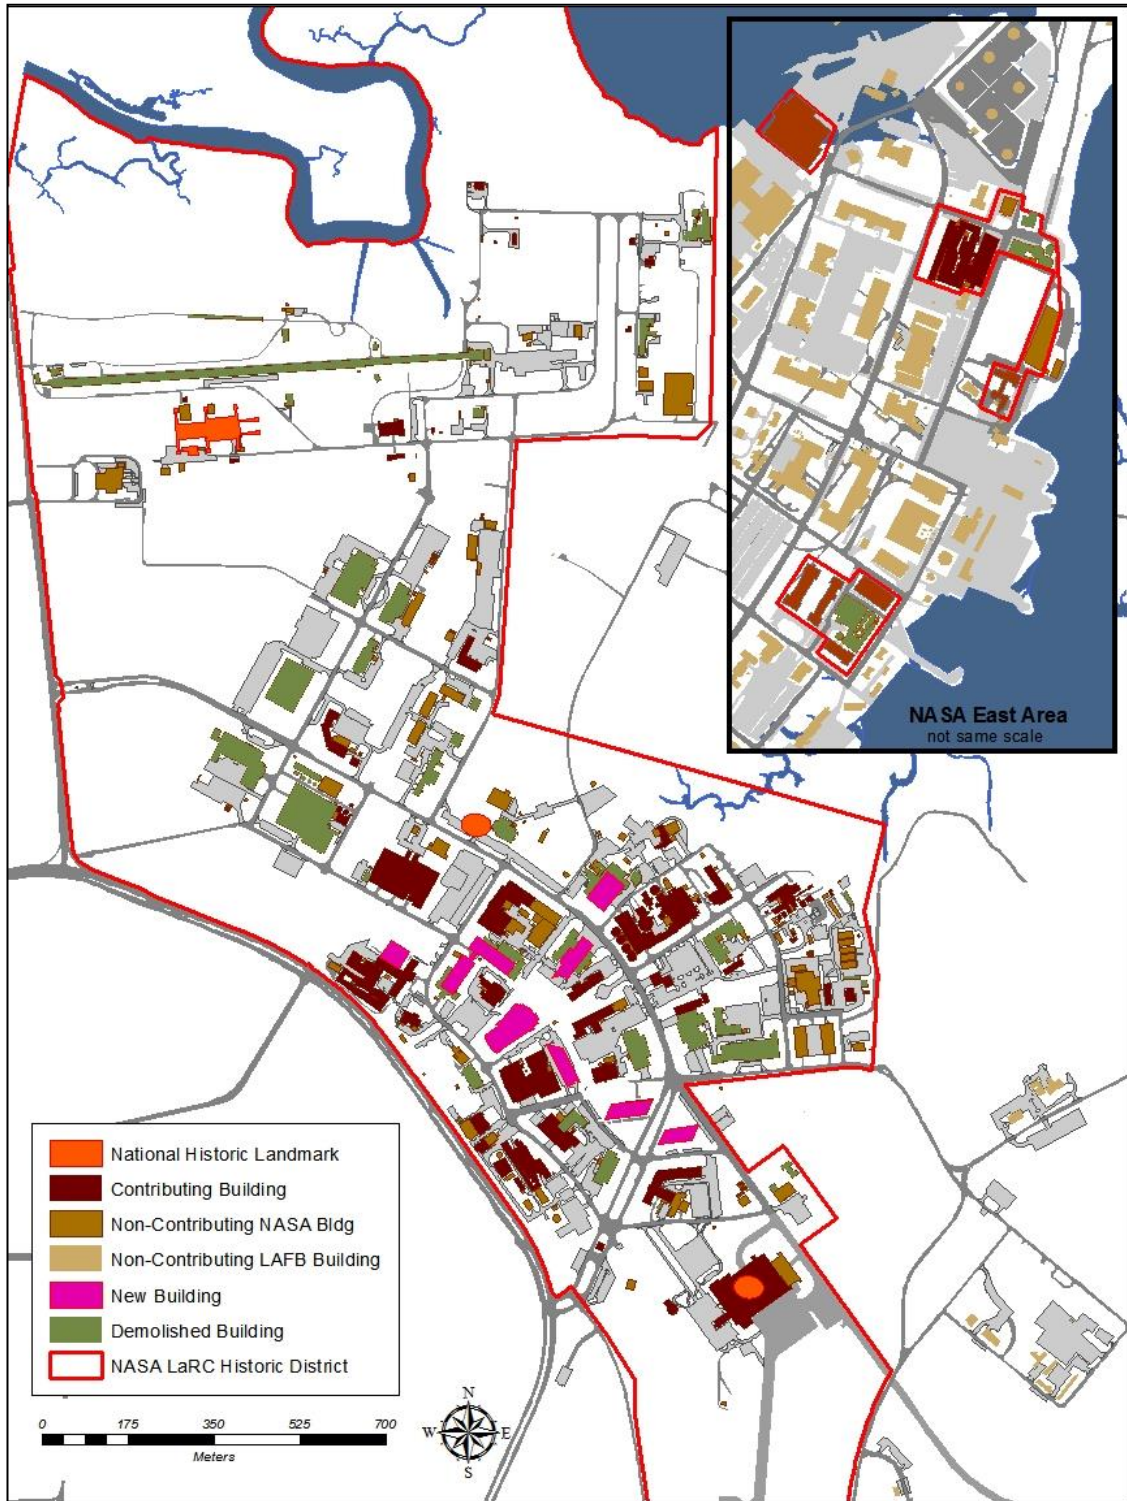 NASA East Area
not same scale
National Historic Landmark
Contributing Building
Non-Contributing NASA Bldg
Non-Contributing LAFB Building
New Building
Demolished Building
NASA LaRC Historic District
0 175 350 525 700
Meters
N
W E
S